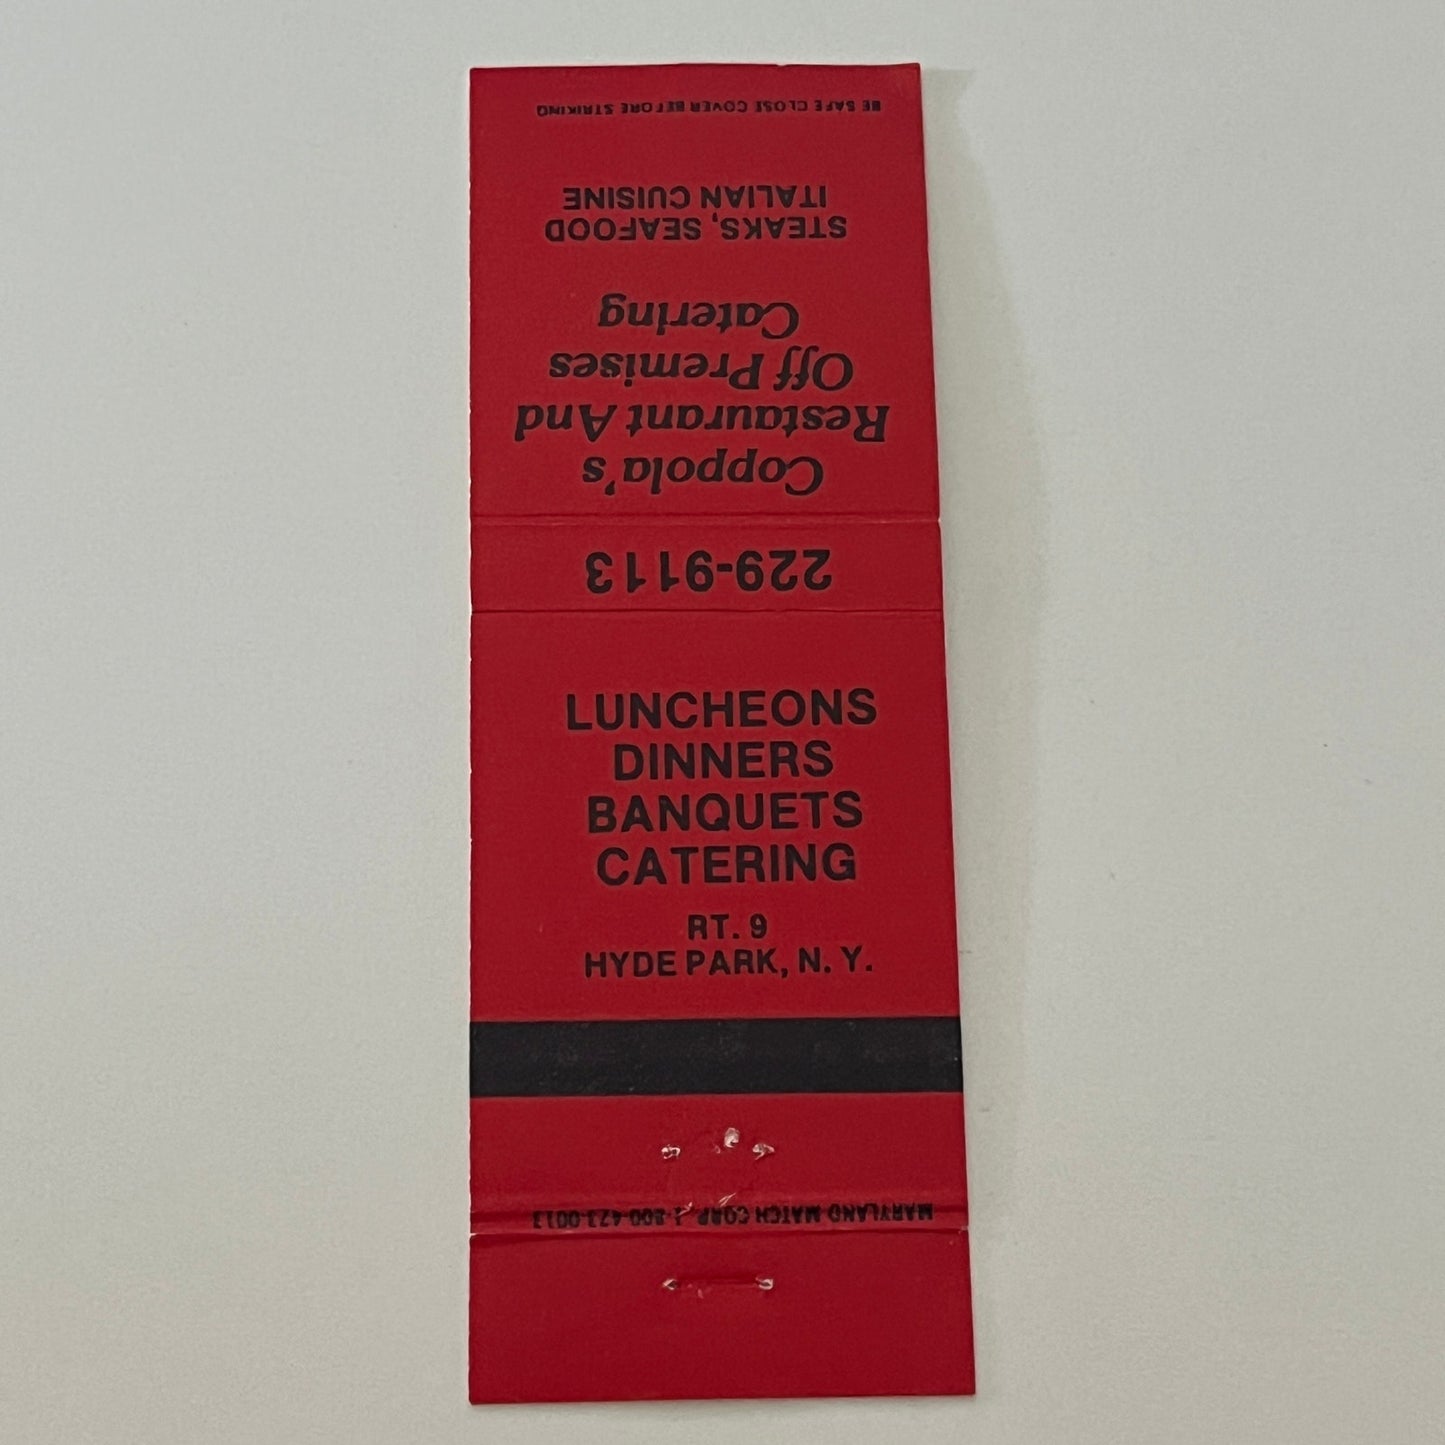 Coppola's
Restaurant And
Off Premises
Catering
STEAKS, SEAFOOD
ITALIAN CUISINE
BE SAFE CLOSE COVER BEFORE STRIKING
229-9113
LUNCHEONS
DINNERS
BANQUETS
CATERING
RT. 9
HYDE PARK, N. Y.
MARYLAND MATCH CORP. 1-800-423-0013